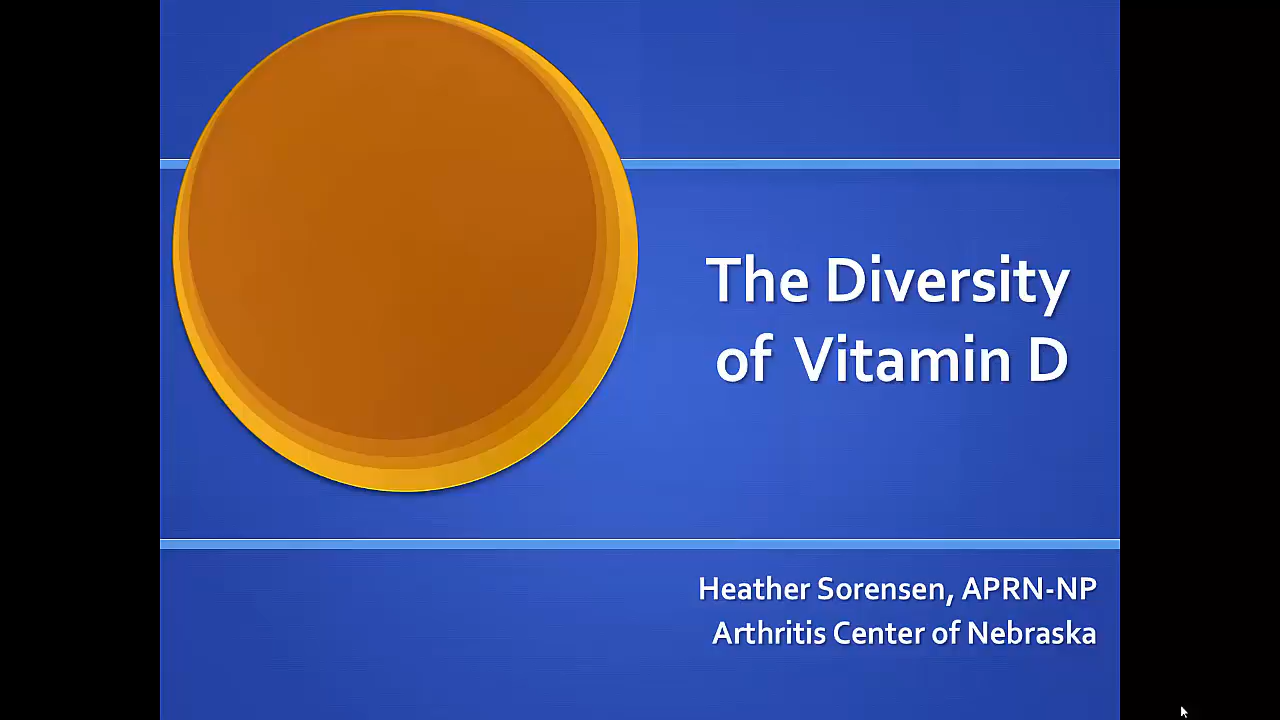 The Diversity
of Vitamin D
Heather Sorensen, APRN-NP
Arthritis Center of Nebraska